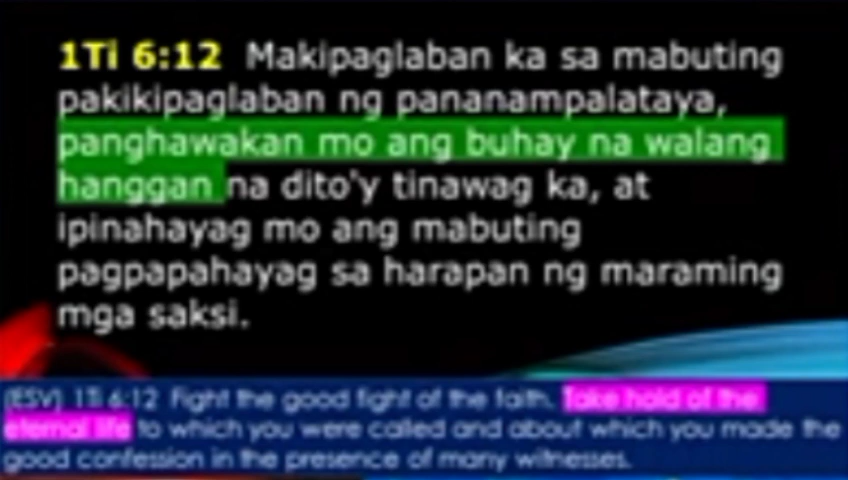 1Ti 6:12 Makipaglaban ka sa mabuting
pakikipaglaban ng pananampalataya,
panghawakan mo ang buhay na walang
hanggan na dito'y tinawag ka, at
ipinahayag mo ang mabuting
pagpapahayag sa harapan ng maraming
mga saksi.
(ESV) 1Ti 6:12 Fight the good fight of the faith. Take hold of the
eternal life to which you were called and about which you made the
good confession in the presence of many witnesses.